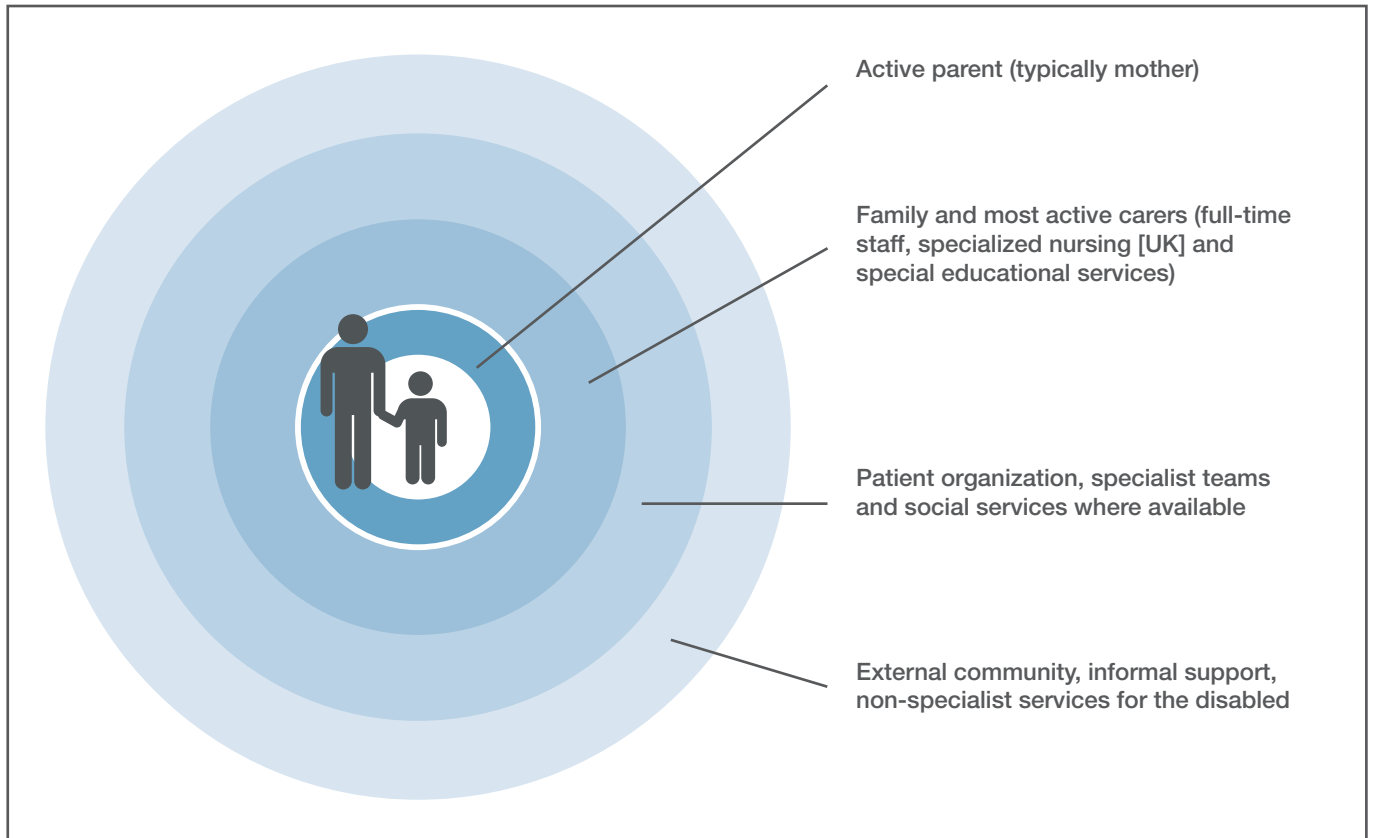 Active parent (typically mother)
Family and most active carers (full-time
staff, specialized nursing [UK] and
special educational services)
Patient organization, specialist teams
and social services where available
External community, informal support,
non-specialist services for the disabled